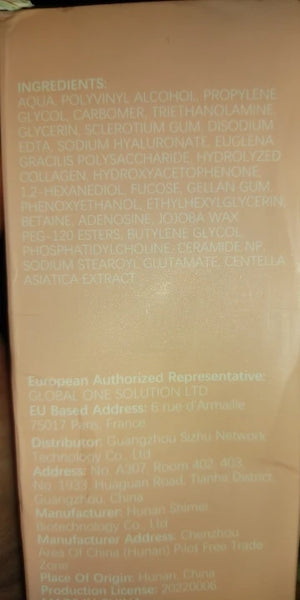 INGREDIENTS:
AQUA, POLYVINYL ALCOHOL, PROPYLENE
GLYCOL, CARBOMER, TRIETHANOLAMINE,
GLYCERIN, SCLEROTIUM GUM, DISODIUM
EDTA, SODIUM HYALURONATE, EUGLENA
GRACILIS POLYSACCHARIDE, HYDROLYZED
COLLAGEN, HYDROXYACETOPHENONE,
1,2-HEXANEDIOL, FUCOSE, GELLAN GUM,
PHENOXYETHANOL, ETHYLHEXYLGLYCERIN,
BETAINE, ADENOSINE, JOJOBA WAX
PEG-120 ESTERS, BUTYLENE GLYCOL,
PHOSPHATIDYLCHOLINE, CERAMIDE NP,
SODIUM STEAROYL GLUTAMATE, CENTELLA
ASIATICA EXTRACT
European Authorized Representative:
GLOBAL ONE SOLUTION LTD
EU Based Address: 6 rue d'Armaille
75017 Paris, France
Distributor: Guangzhou Sizhu Network
Technology Co., Ltd
Address: No. A307, Room 402-403,
No. 1933, Huaguan Road, Tianhe District,
Guangzhou, China
Manufacturer: Hunan Shimei
Biotechnology Co., Ltd
Manufacturer Address: Chenzhou
Area Of China (Hunan) Pilot Free Trade
Zone
Place Of Origin: Hunan, China
Production License: 20220006